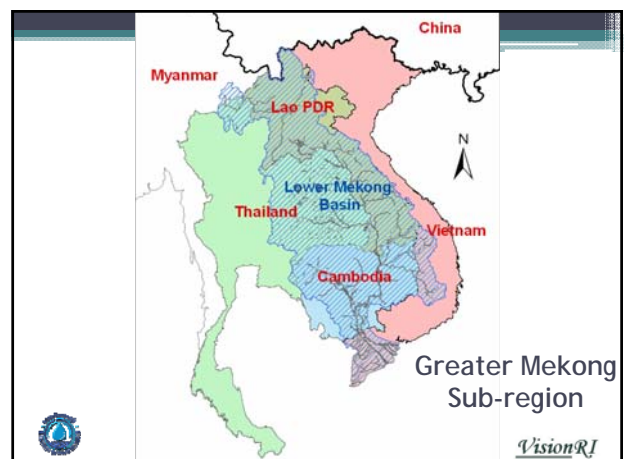 China
Myanmar
Lao PDR
N
Lower Mekong
Basin
Thailand
Vietnam
Cambodia
Greater Mekong
Sub-region
VisionRI